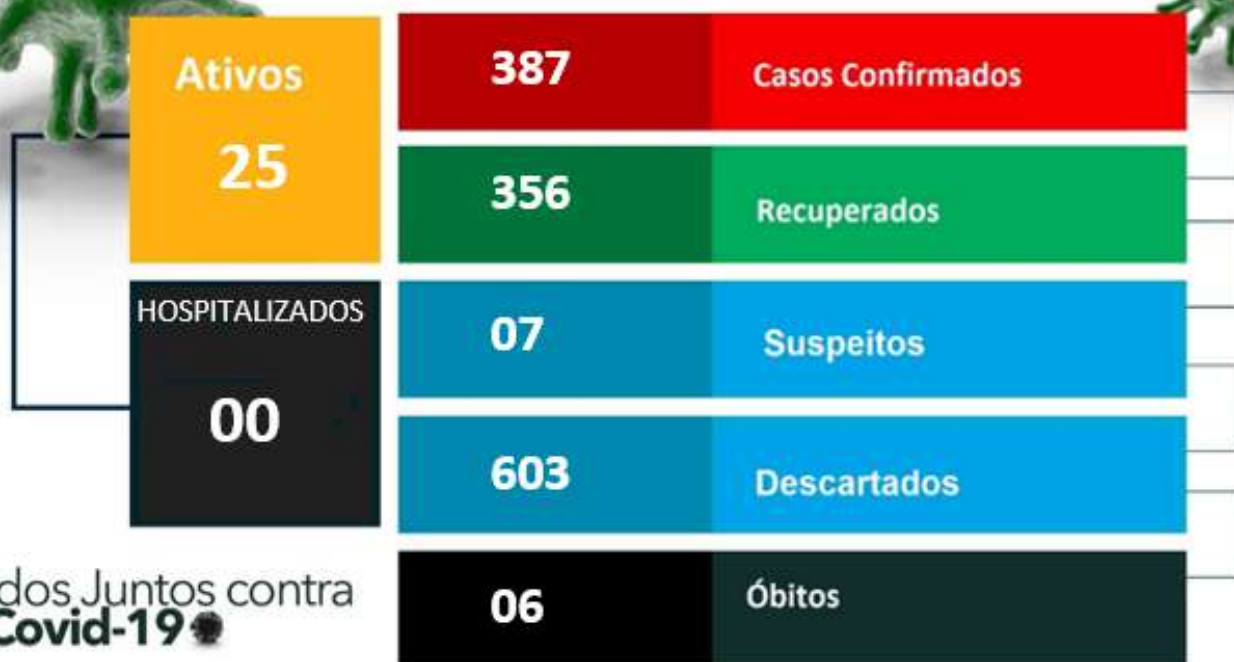 Ativos
25
HOSPITALIZADOS
00
387 Casos Confirmados
356 Recuperados
07 Suspeitos
603 Descartados
06 Óbitos
dos Juntos contra
Covid-19